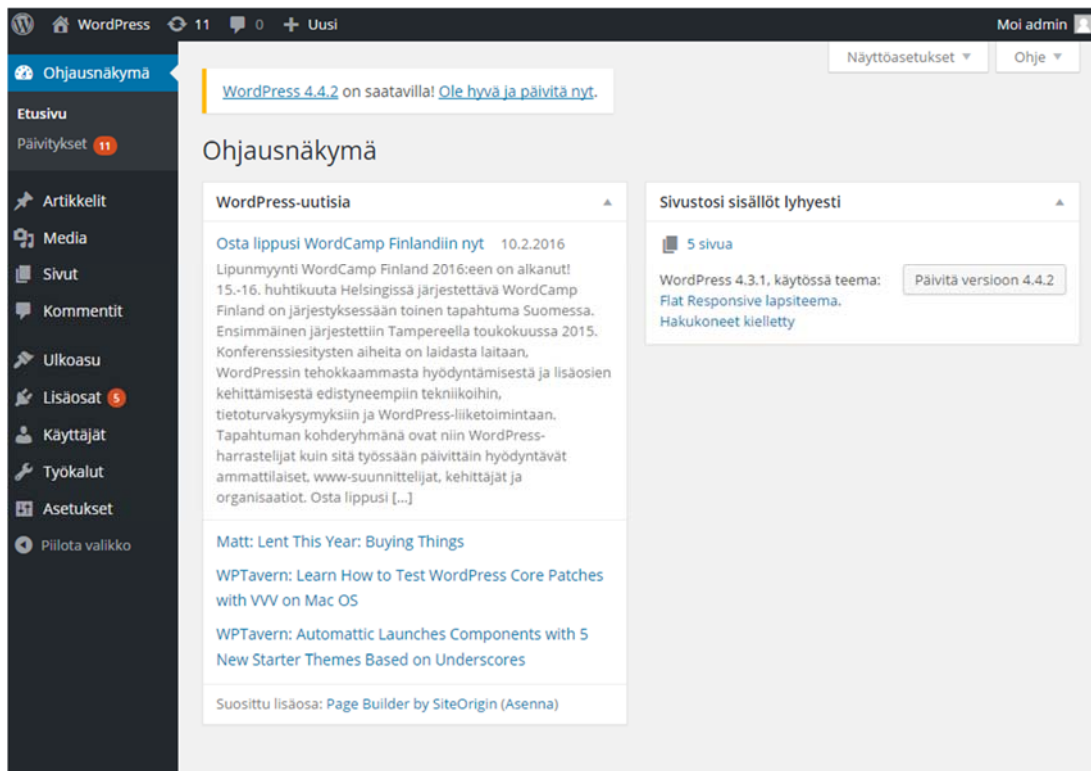 WordPress 11 0 + Uusi Moi admin
Ohjausnäkymä
Etusivu
Päivitykset 11
Artikkelit
Media
Sivut
Kommentit
Ulkoasu
Lisäosat 5
Käyttäjät
Työkalut
Asetukset
Piilota valikko
Näyttöasetukset Ohje
WordPress 4.4.2 on saatavilla! Ole hyvä ja päivitä nyt.
Ohjausnäkymä
WordPress-uutisia
Osta lippusi WordCamp Finlandiin nyt 10.2.2016
Lipunmyynti WordCamp Finland 2016:een on alkanut!
15.-16. huhtikuuta Helsingissä järjestettävä WordCamp
Finland on järjestyksessään toinen tapahtuma Suomessa.
Ensimmäinen järjestettiin Tampereella toukokuussa 2015.
Konferenssiesitysten aiheita on laidasta laitaan,
WordPressin tehokkaammasta hyödyntämisestä ja lisäosien
kehittämisestä edistyneempiin tekniikoihin,
tietoturvakysymyksiin ja WordPress-liiketoimintaan.
Tapahtuman kohderyhmänä ovat niin WordPress-
harrastelijat kuin sitä työssään päivittäin hyödyntävät
ammattilaiset, www-suunnittelijat, kehittäjät ja
organisaatiot. Osta lippusi [...]
Matt: Lent This Year: Buying Things
WPTavern: Learn How to Test WordPress Core Patches
with VVV on Mac OS
WPTavern: Automattic Launches Components with 5
New Starter Themes Based on Underscores
Suosittu lisäosa: Page Builder by SiteOrigin (Asenna)
Sivustosi sisällöt lyhyesti
5 sivua
WordPress 4.3.1, käytössä teema: Päivitä versioon 4.4.2
Flat Responsive lapsiteema.
Hakukoneet kielletty